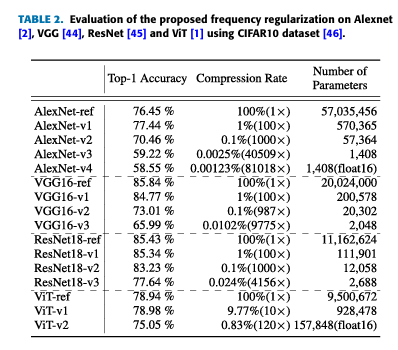 TABLE 2. Evaluation of the proposed frequency regularization on Alexnet
[2], VGG [44], ResNet [45] and ViT [1] using CIFAR10 dataset [46].
Top-1 Accuracy Compression Rate Number of Parameters
AlexNet-ref 76.45 % 100%(1×) 57,035,456
AlexNet-v1 77.44 % 1%(100×) 570,365
AlexNet-v2 70.46 % 0.1%(1000×) 57,364
AlexNet-v3 59.22 % 0.0025%(40509×) 1,408
AlexNet-v4 58.55 % 0.00123%(81018×) 1,408(float16)
VGG16-ref 85.84 % 100%(1×) 20,024,000
VGG16-v1 84.77 % 1%(100×) 200,578
VGG16-v2 73.01 % 0.1%(987×) 20,302
VGG16-v3 65.99 % 0.0102%(9775×) 2,048
ResNet18-ref 85.43 % 100%(1×) 11,162,624
ResNet18-v1 85.34 % 1%(100×) 111,901
ResNet18-v2 83.23 % 0.1%(1000×) 12,058
ResNet18-v3 77.64 % 0.024%(4156×) 2,688
ViT-ref 78.94 % 100%(1×) 9,500,672
ViT-v1 78.98 % 9.77%(10×) 928,478
ViT-v2 75.05 % 0.83%(120×) 157,848(float16)